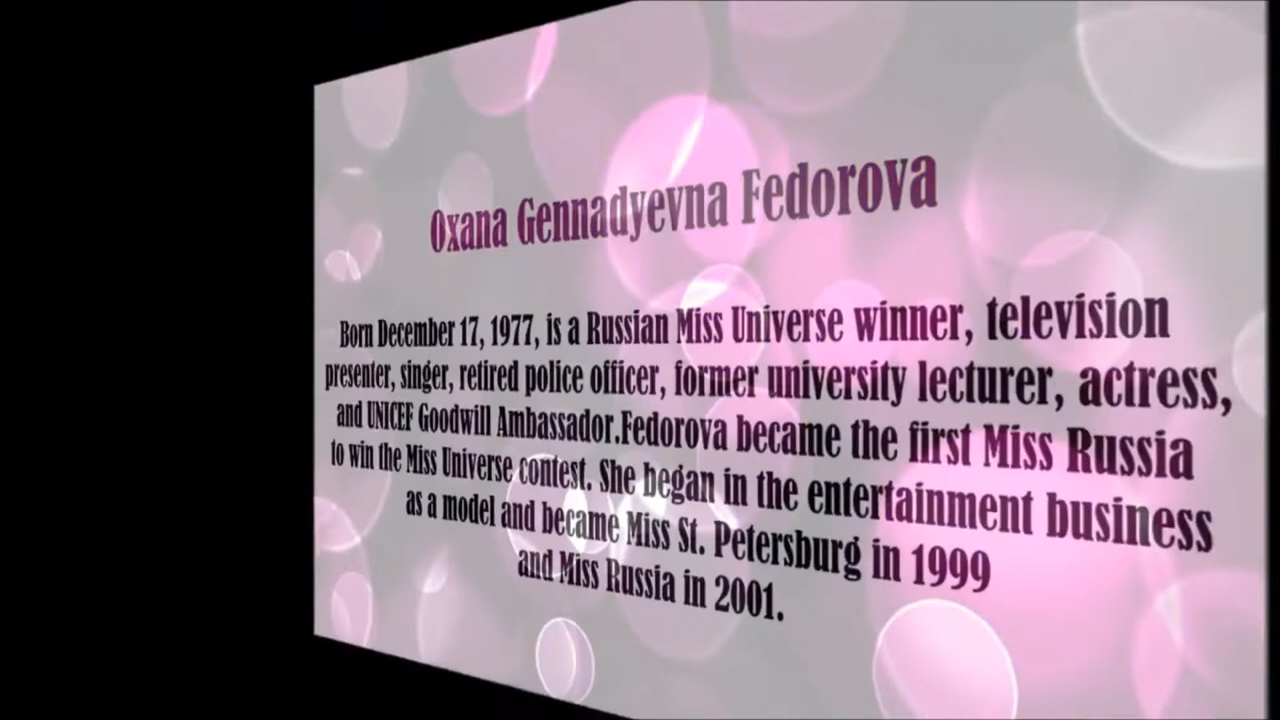 Oxana Gennadyevna Fedorova
Born December 17, 1977, is a Russian Miss Universe winner, television
presenter, singer, retired police officer, former university lecturer, actress,
and UNICEF Goodwill Ambassador.Fedorova became the first Miss Russia
to win the Miss Universe contest. She began in the entertainment business
as a model and became Miss St. Petersburg in 1999
and Miss Russia in 2001.